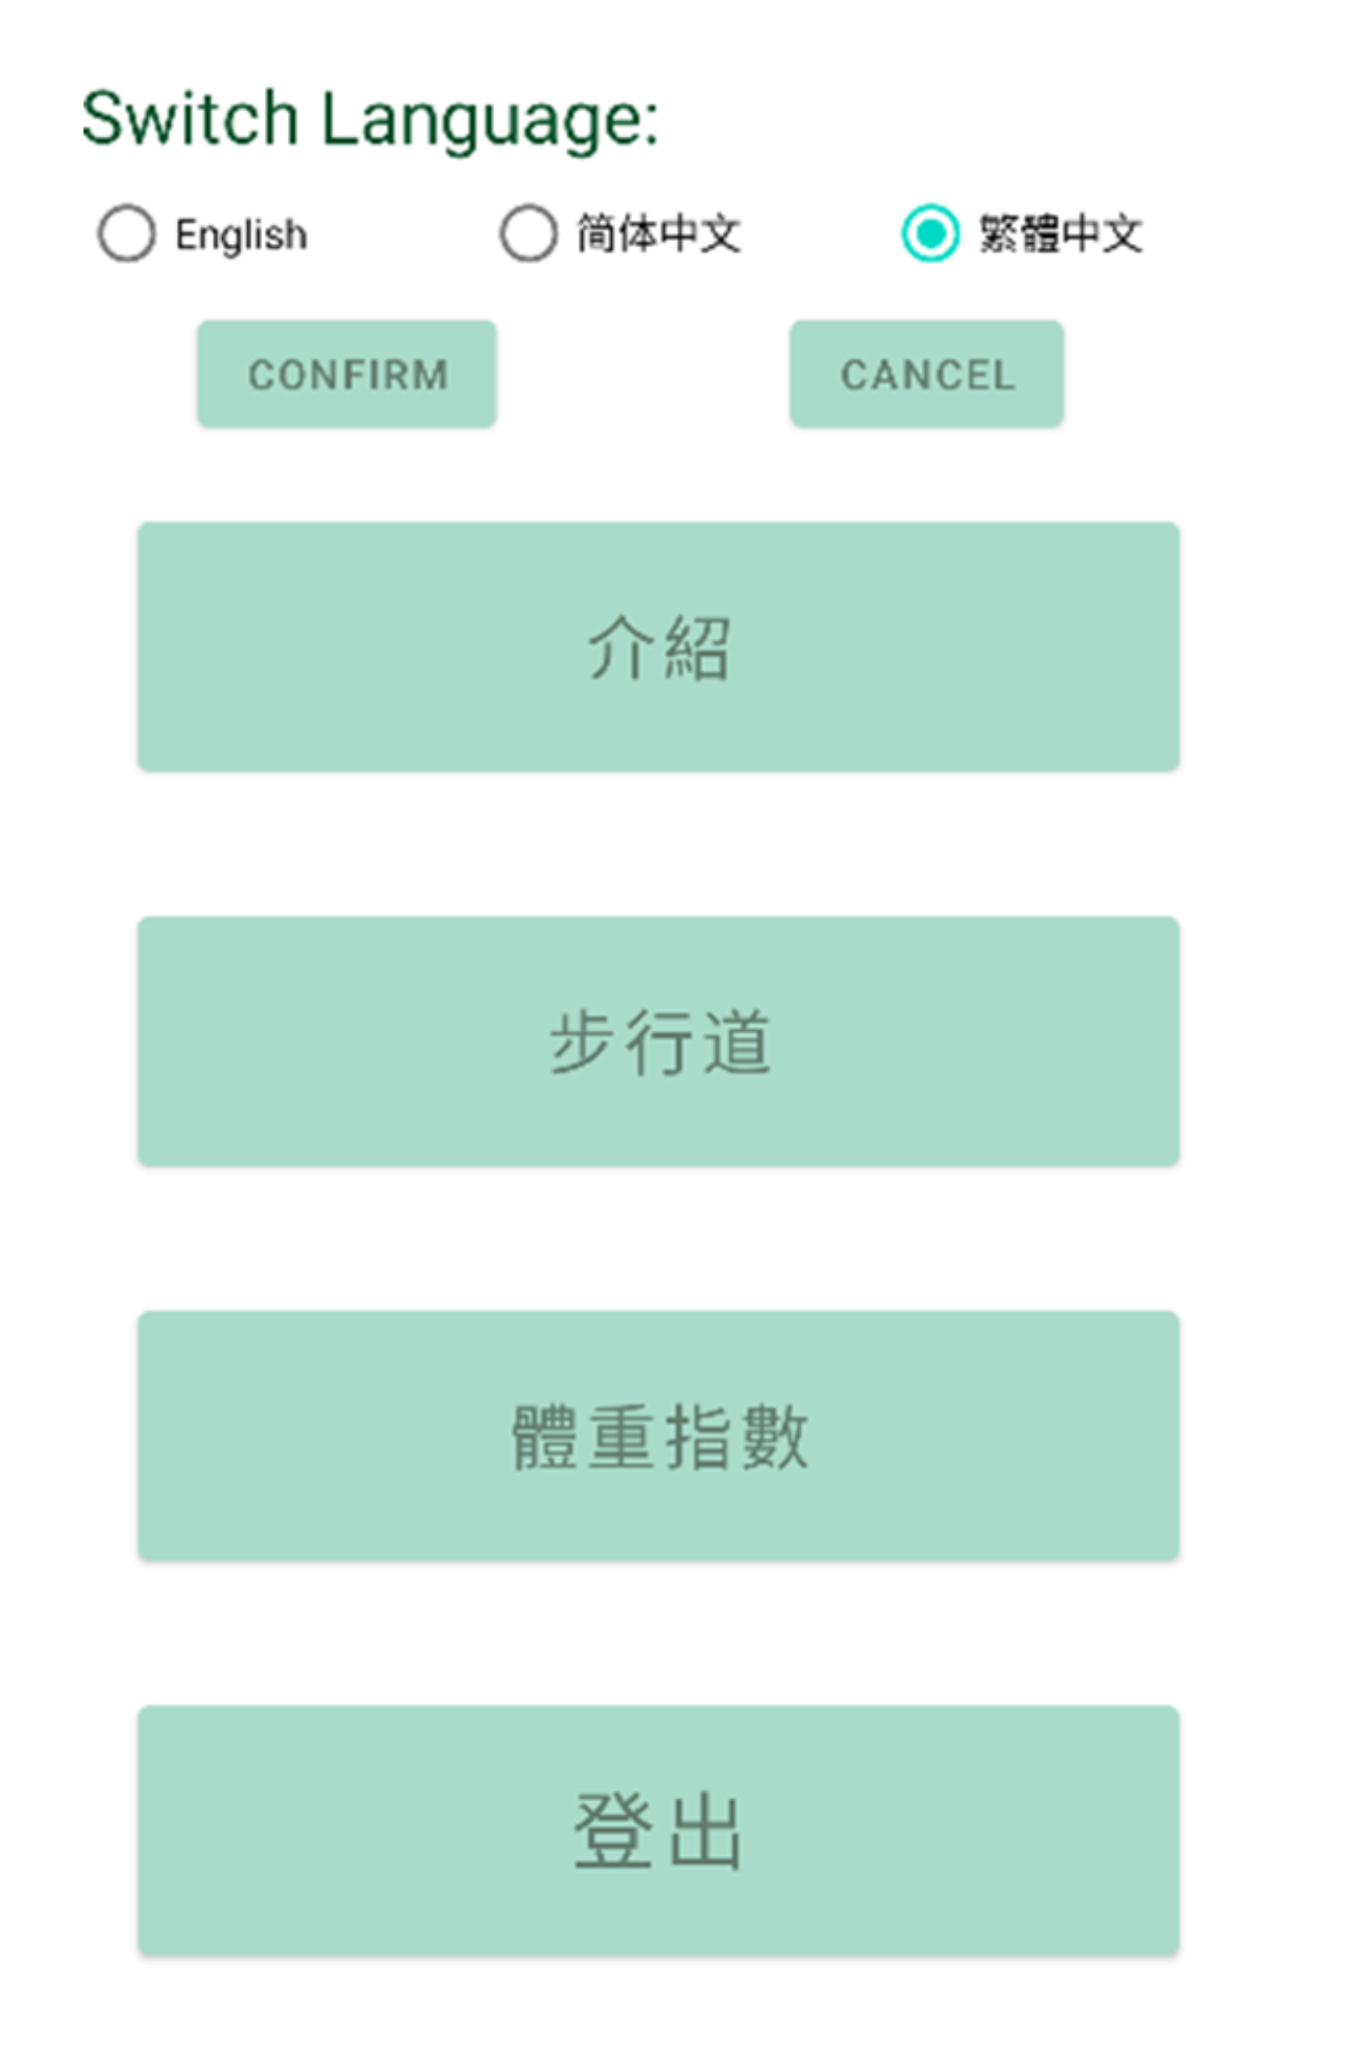 Switch Language:
English 简体中文 繁體中文
CONFIRM CANCEL
介紹
步行道
體重指數
登出